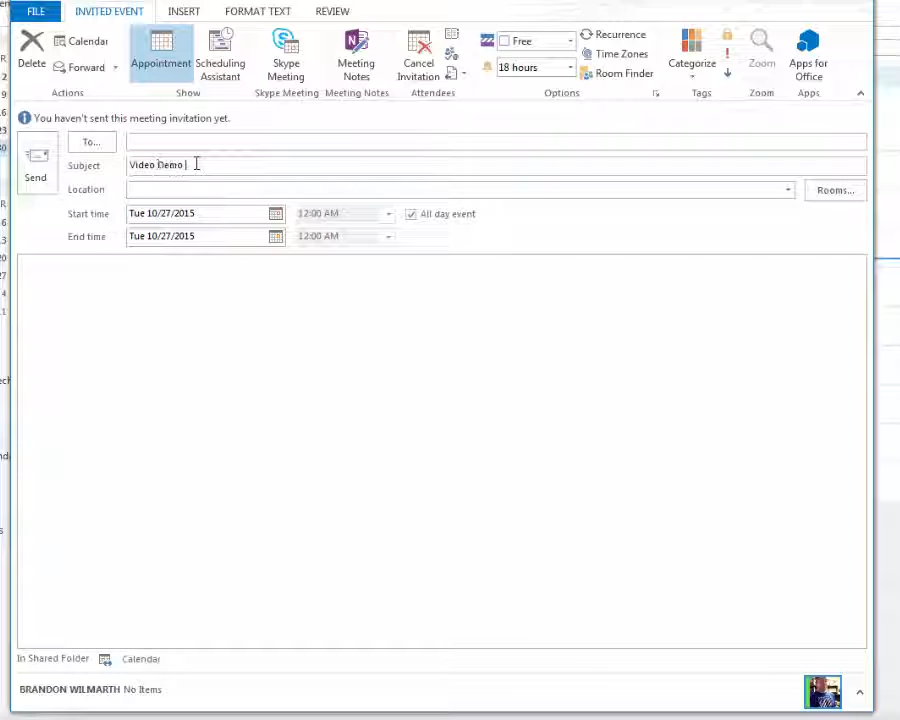 FILE INVITED EVENT INSERT FORMAT TEXT REVIEW
Delete
Calendar
Forward
Actions
Appointment
Scheduling
Assistant
Show
Skype
Meeting
Skype Meeting
Meeting
Notes
Meeting Notes
Cancel
Invitation
Attendees
Free
18 hours
Recurrence
Time Zones
Room Finder
Options
Categorize
Tags
Zoom
Zoom
Apps for
Office
Apps
You haven't sent this meeting invitation yet.
Send
To...
Subject Video Demo
Location Rooms...
Start time Tue 10/27/2015 12:00 AM All day event
End time Tue 10/27/2015 12:00 AM
In Shared Folder Calendar
BRANDON WILMARTH No Items